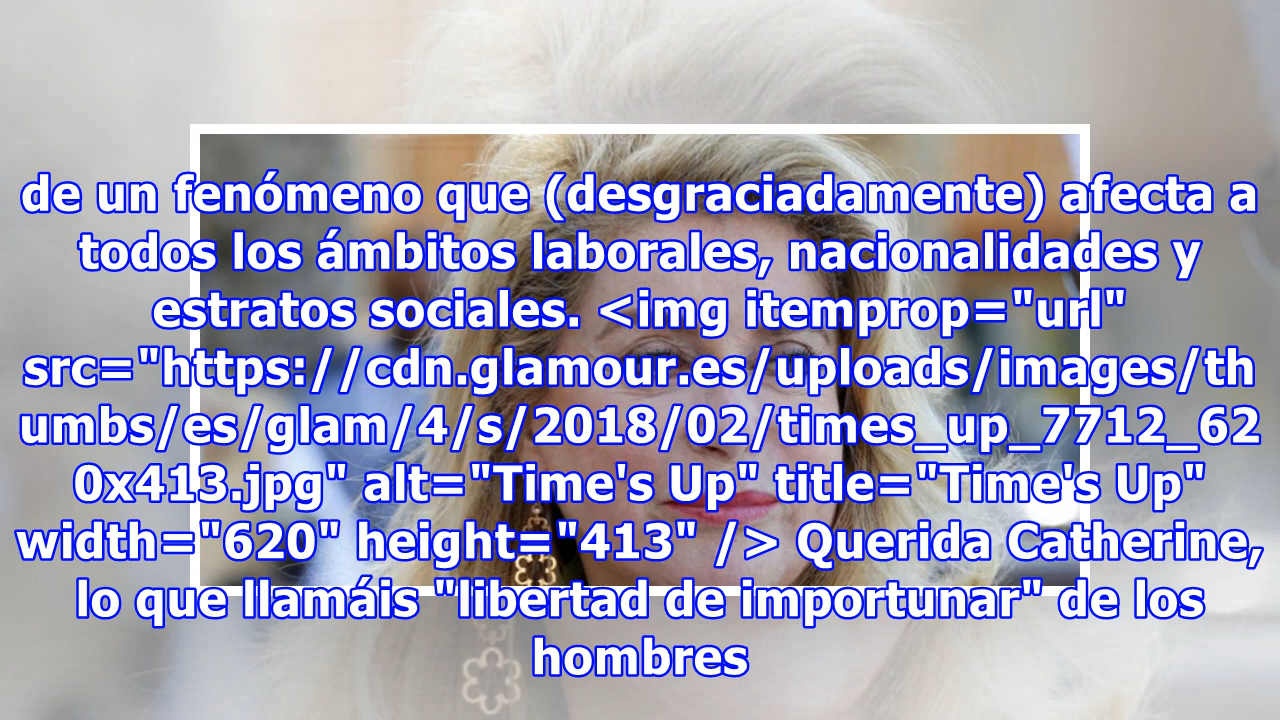 de un fenómeno que (desgraciadamente) afecta a
todos los ámbitos laborales, nacionalidades y
estratos sociales. <img itemprop="url"
src="https://cdn.glamour.es/uploads/images/th
umbs/es/glam/4/s/2018/02/times_up_7712_62
0x413.jpg" alt="Time's Up" title="Time's Up"
width="620" height="413" /> Querida Catherine,
lo que llamáis "libertad de importunar" de los
hombres